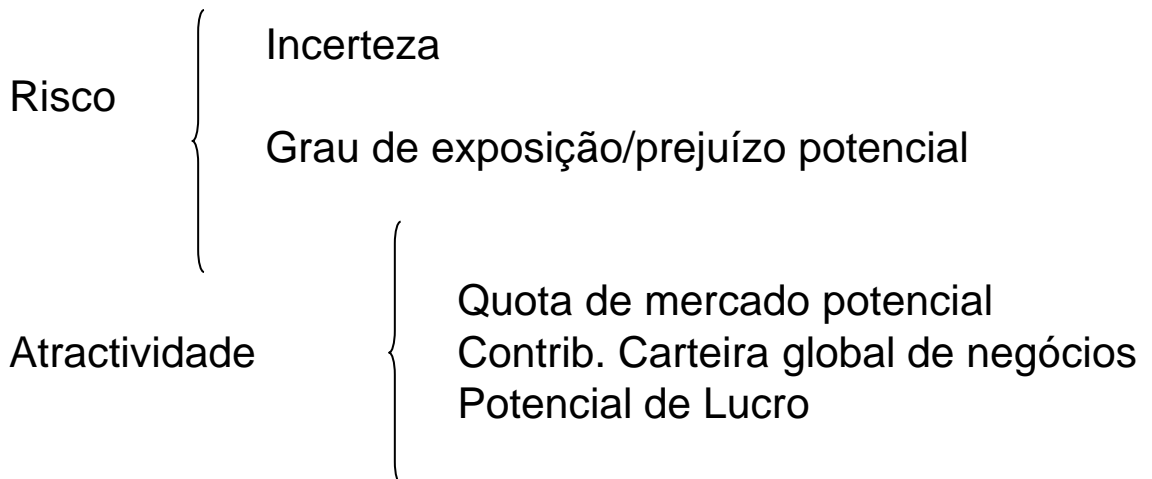 Incerteza
Risco
Grau de exposição/prejuízo potencial
Quota de mercado potencial
Atractividade
Contrib. Carteira global de negócios
Potencial de Lucro